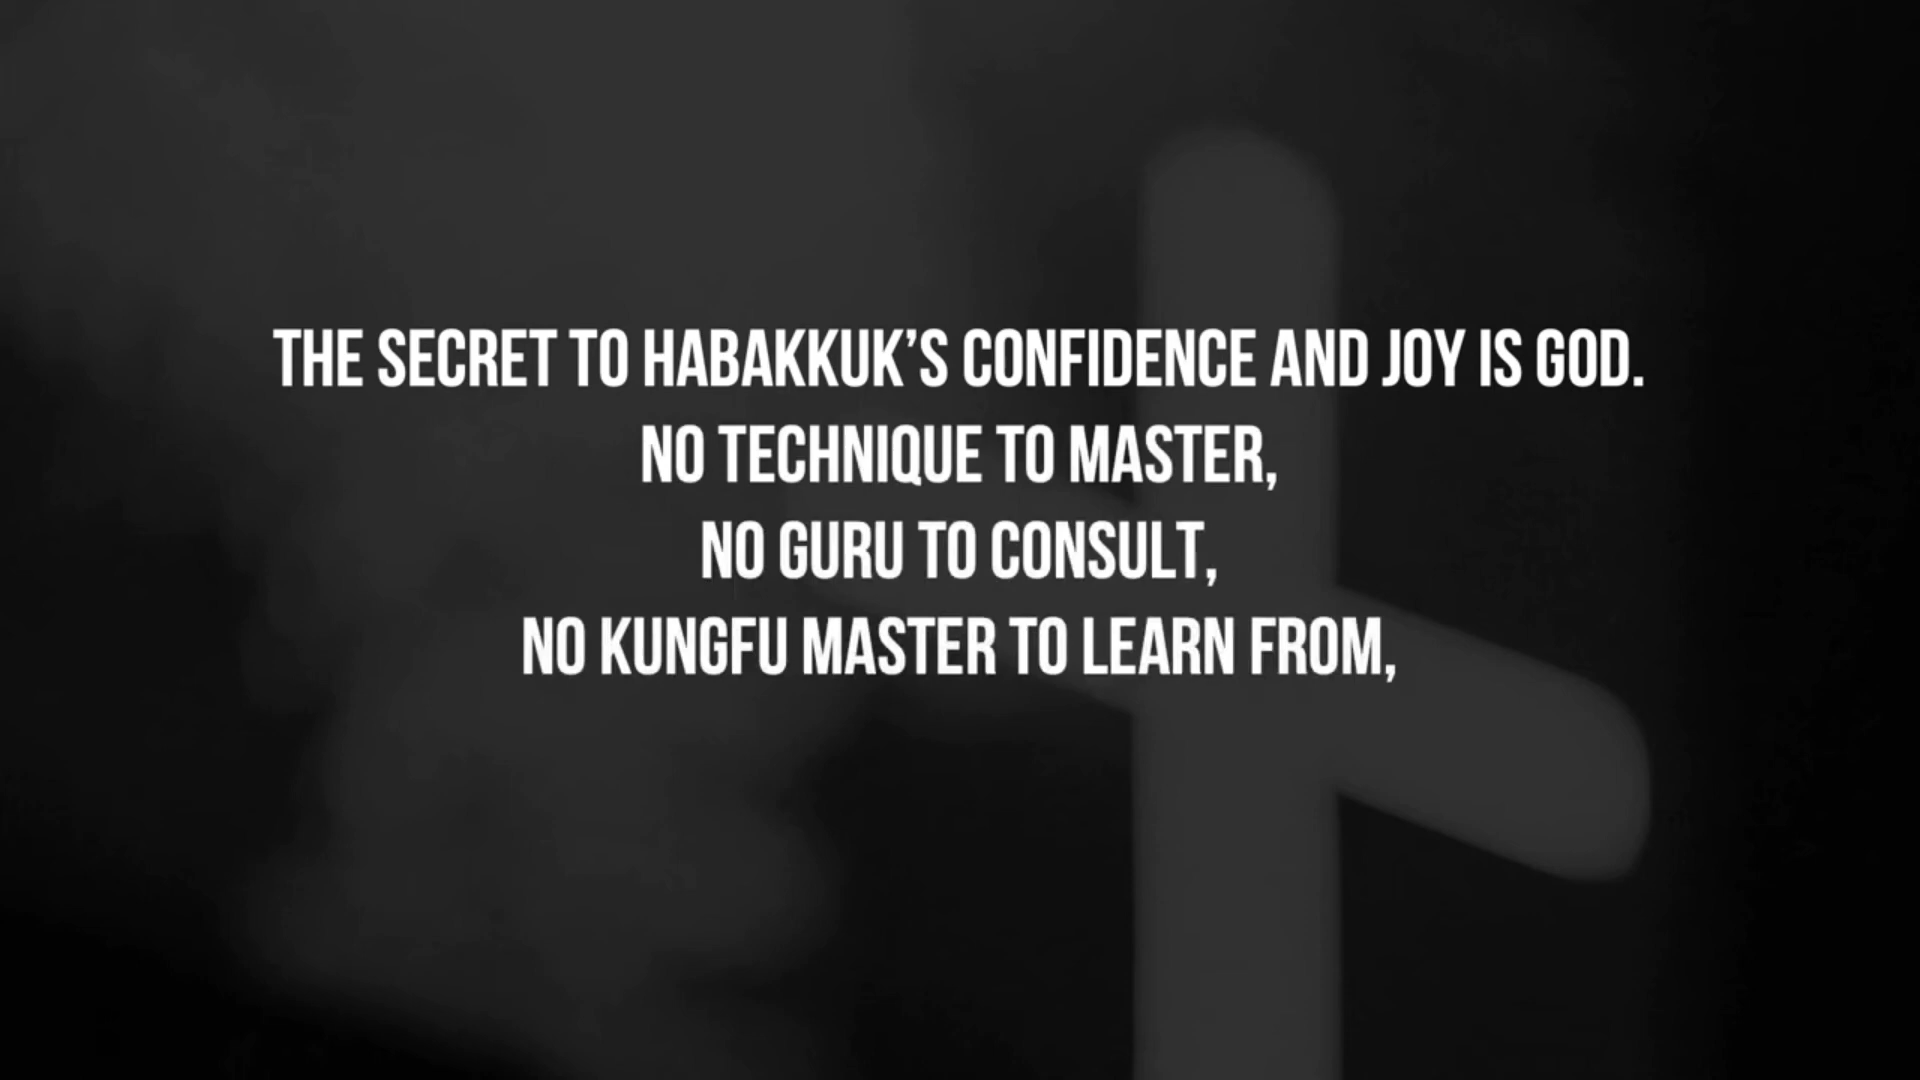 THE SECRET TO HABAKKUK’S CONFIDENCE AND JOY IS GOD.
NO TECHNIQUE TO MASTER,
NO GURU TO CONSULT,
NO KUNGFU MASTER TO LEARN FROM,